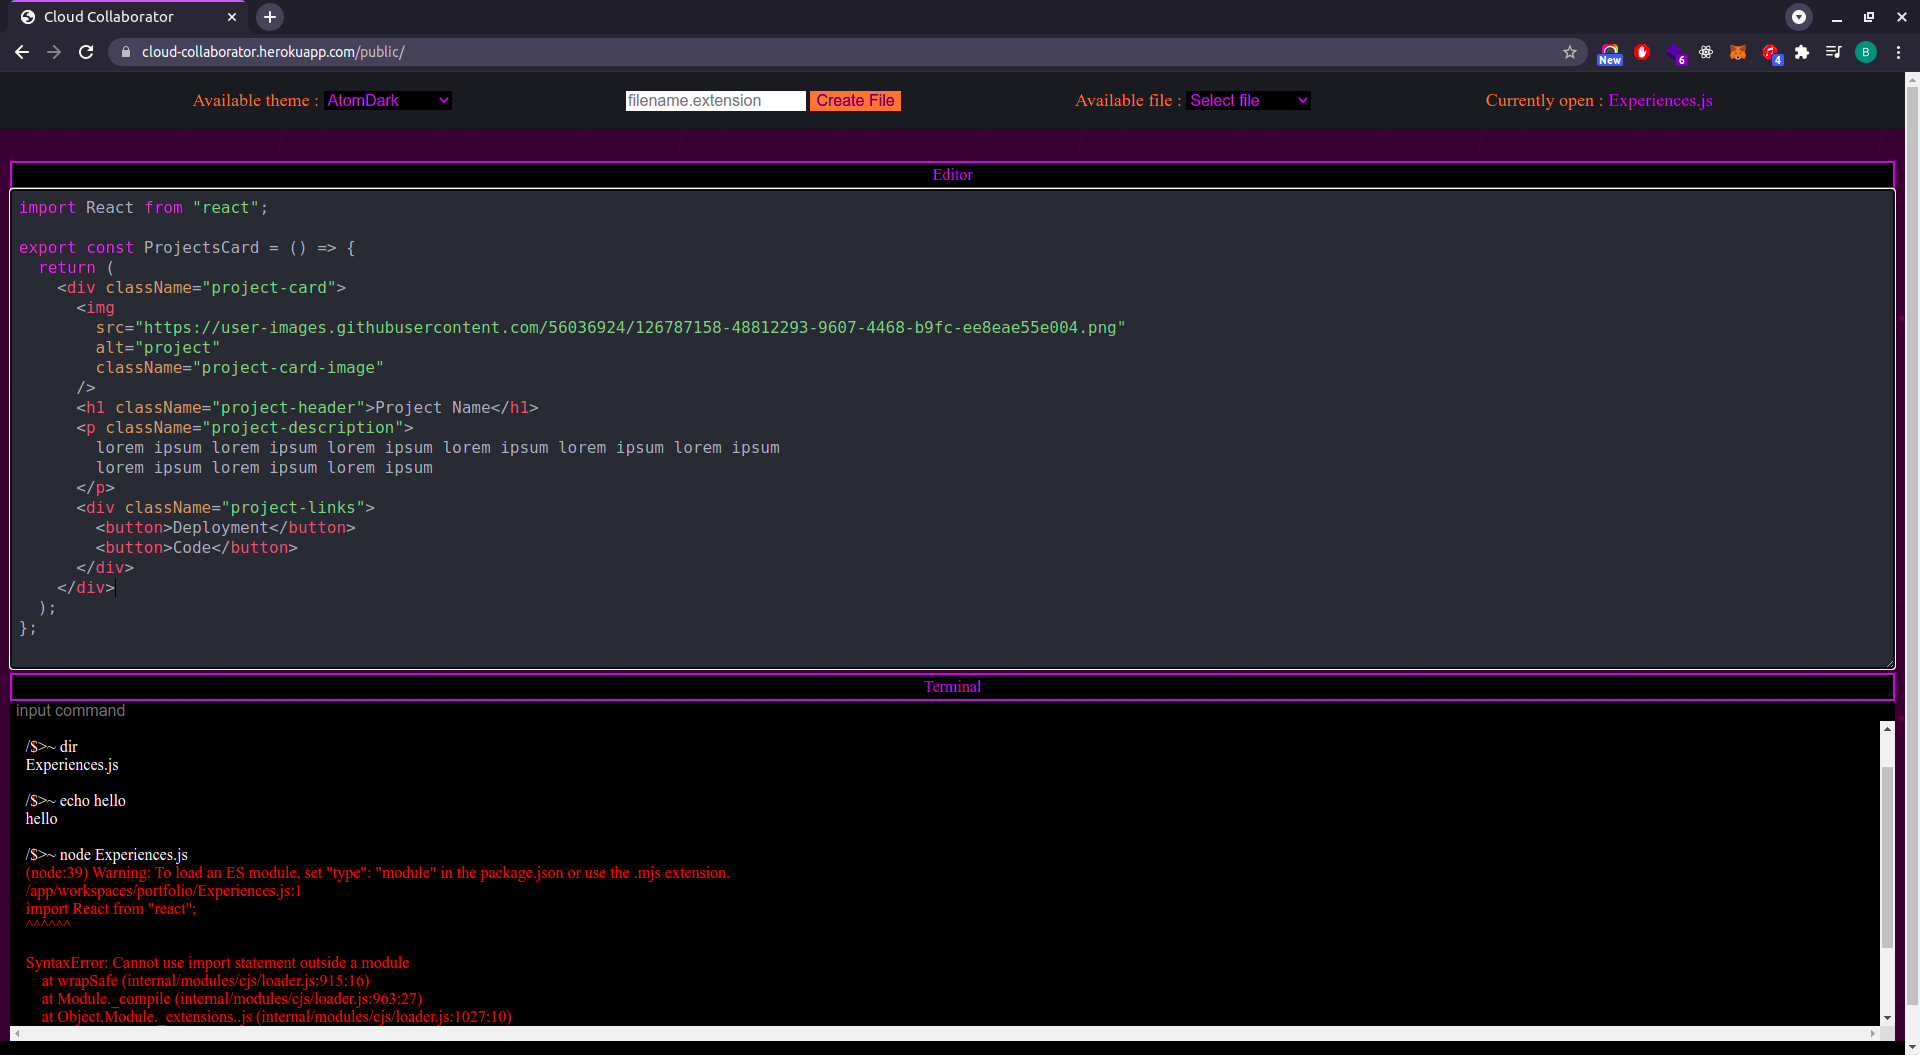 Cloud Collaborator
cloud-collaborator.herokuapp.com/public/
New
6
4
B
Available theme : AtomDark
filename.extension Create File
Available file : Select file
Currently open : Experiences.js
Editor
import React from "react";
export const ProjectsCard = () => {
return (
<div className="project-card">
<img
src="https://user-images.githubusercontent.com/56036924/126787158-48812293-9607-4468-b9fc-ee8eae55e004.png"
alt="project"
className="project-card-image"
/>
<h1 className="project-header">Project Name</h1>
<p className="project-description">
lorem ipsum lorem ipsum lorem ipsum lorem ipsum lorem ipsum lorem ipsum
lorem ipsum lorem ipsum lorem ipsum
</p>
<div className="project-links">
<button>Deployment</button>
<button>Code</button>
</div>
</div>
);
};
Terminal
input command
/$>~ dir
Experiences.js
/$>~ echo hello
hello
/$>~ node Experiences.js
(node:39) Warning: To load an ES module, set "type": "module" in the package.json or use the .mjs extension.
/app/workspaces/portfolio/Experiences.js:1
import React from "react";
^^^^^^
SyntaxError: Cannot use import statement outside a module
at wrapSafe (internal/modules/cjs/loader.js:915:16)
at Module._compile (internal/modules/cjs/loader.js:963:27)
at Object.Module._extensions..js (internal/modules/cjs/loader.js:1027:10)